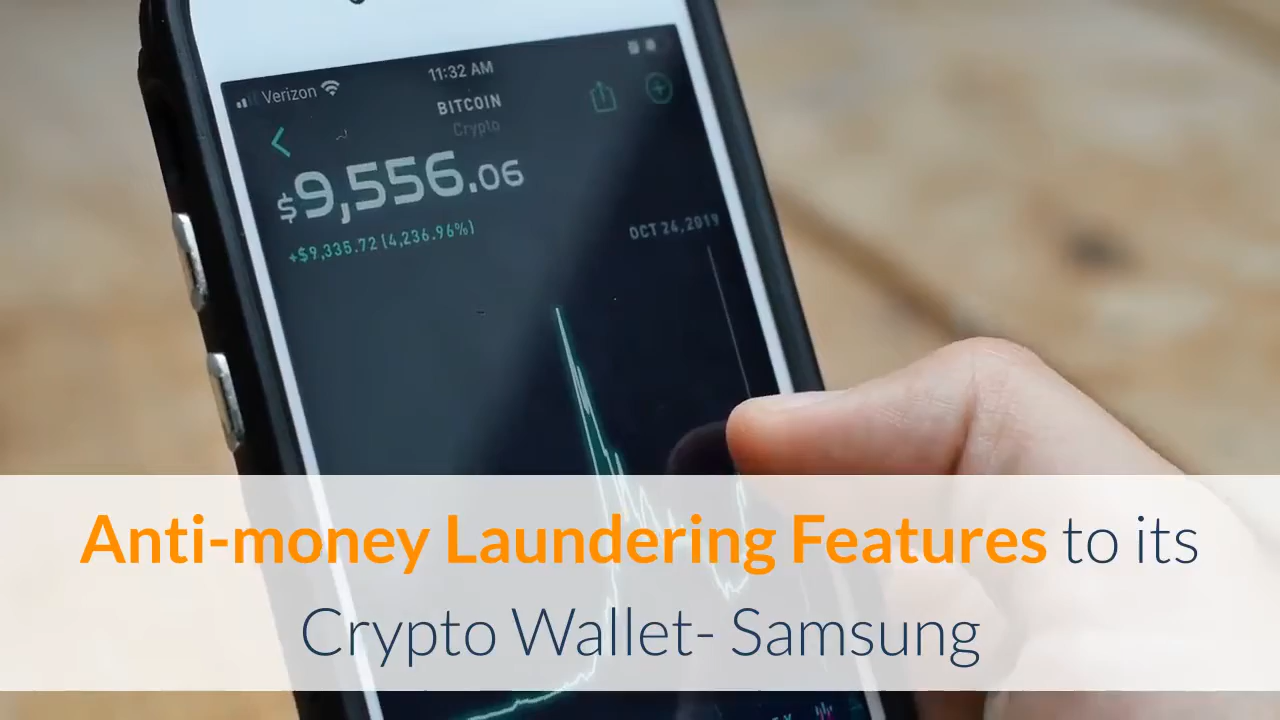 Verizon 11:32 AM
BITCOIN
Crypto
$9,556.06
+$9,335.72 (4,236.96%)
OCT 24,2019
Anti-money Laundering Features to its
Crypto Wallet- Samsung